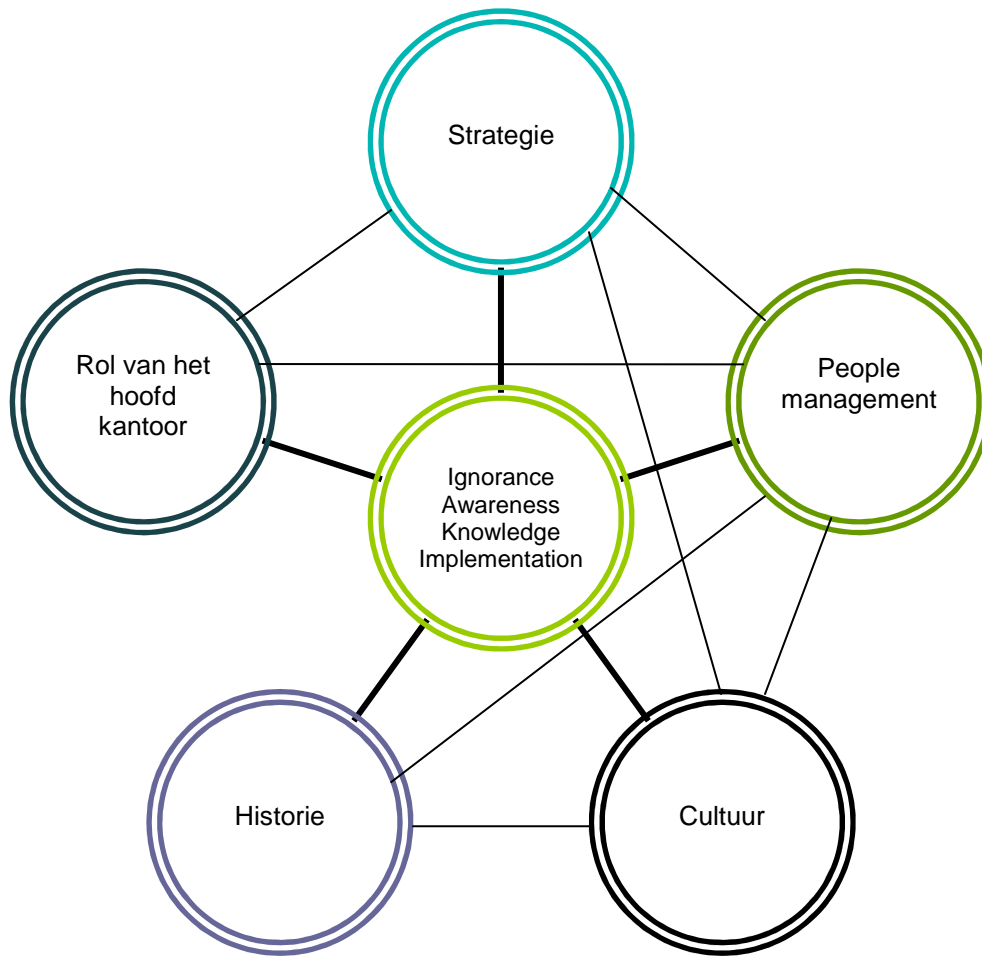 Strategie
Rol van het
hoofd
kantoor
People
management
Ignorance
Awareness
Knowledge
Implementation
Historie
Cultuur